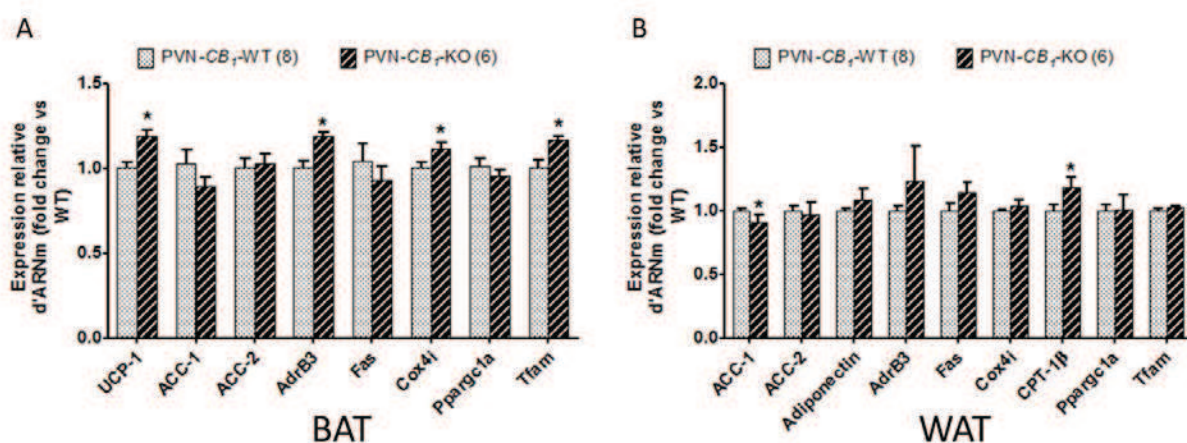 A
PVN-CB1-WT (8) PVN-CB1-KO (6)
Expression relative
d'ARNm (fold change vs
WT)
1.5
1.0
0.5
0.0
*
*
*
*
UCP-1
ACC-1
ACC-2
AdrB3
Fas
Cox4i
Ppargc1a
Tfam
BAT
B
PVN-CB1-WT (8) PVN-CB1-KO (6)
Expression relative
d'ARNm (fold change vs
WT)
2.0
1.5
1.0
0.5
0.0
*
*
ACC-1
ACC-2
Adiponectin
AdrB3
Fas
Cox4i
CPT-1β
Ppargc1a
Tfam
WAT